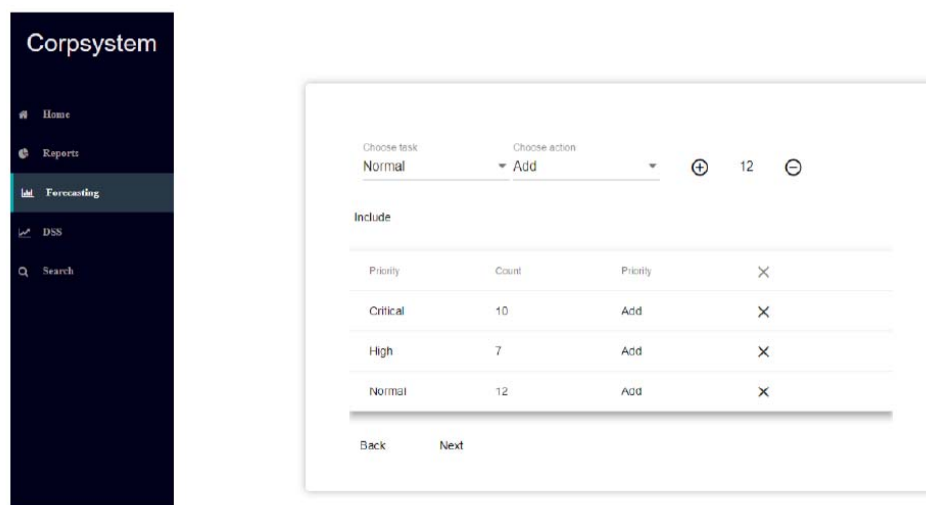 Corpsystem
Home
Reports
Forecasting
DSS
Search
Choose task Choose action
Normal Add 12
Include
Priority Count Priority
Critical 10 Add
High 7 Add
Normal 12 Add
Back Next